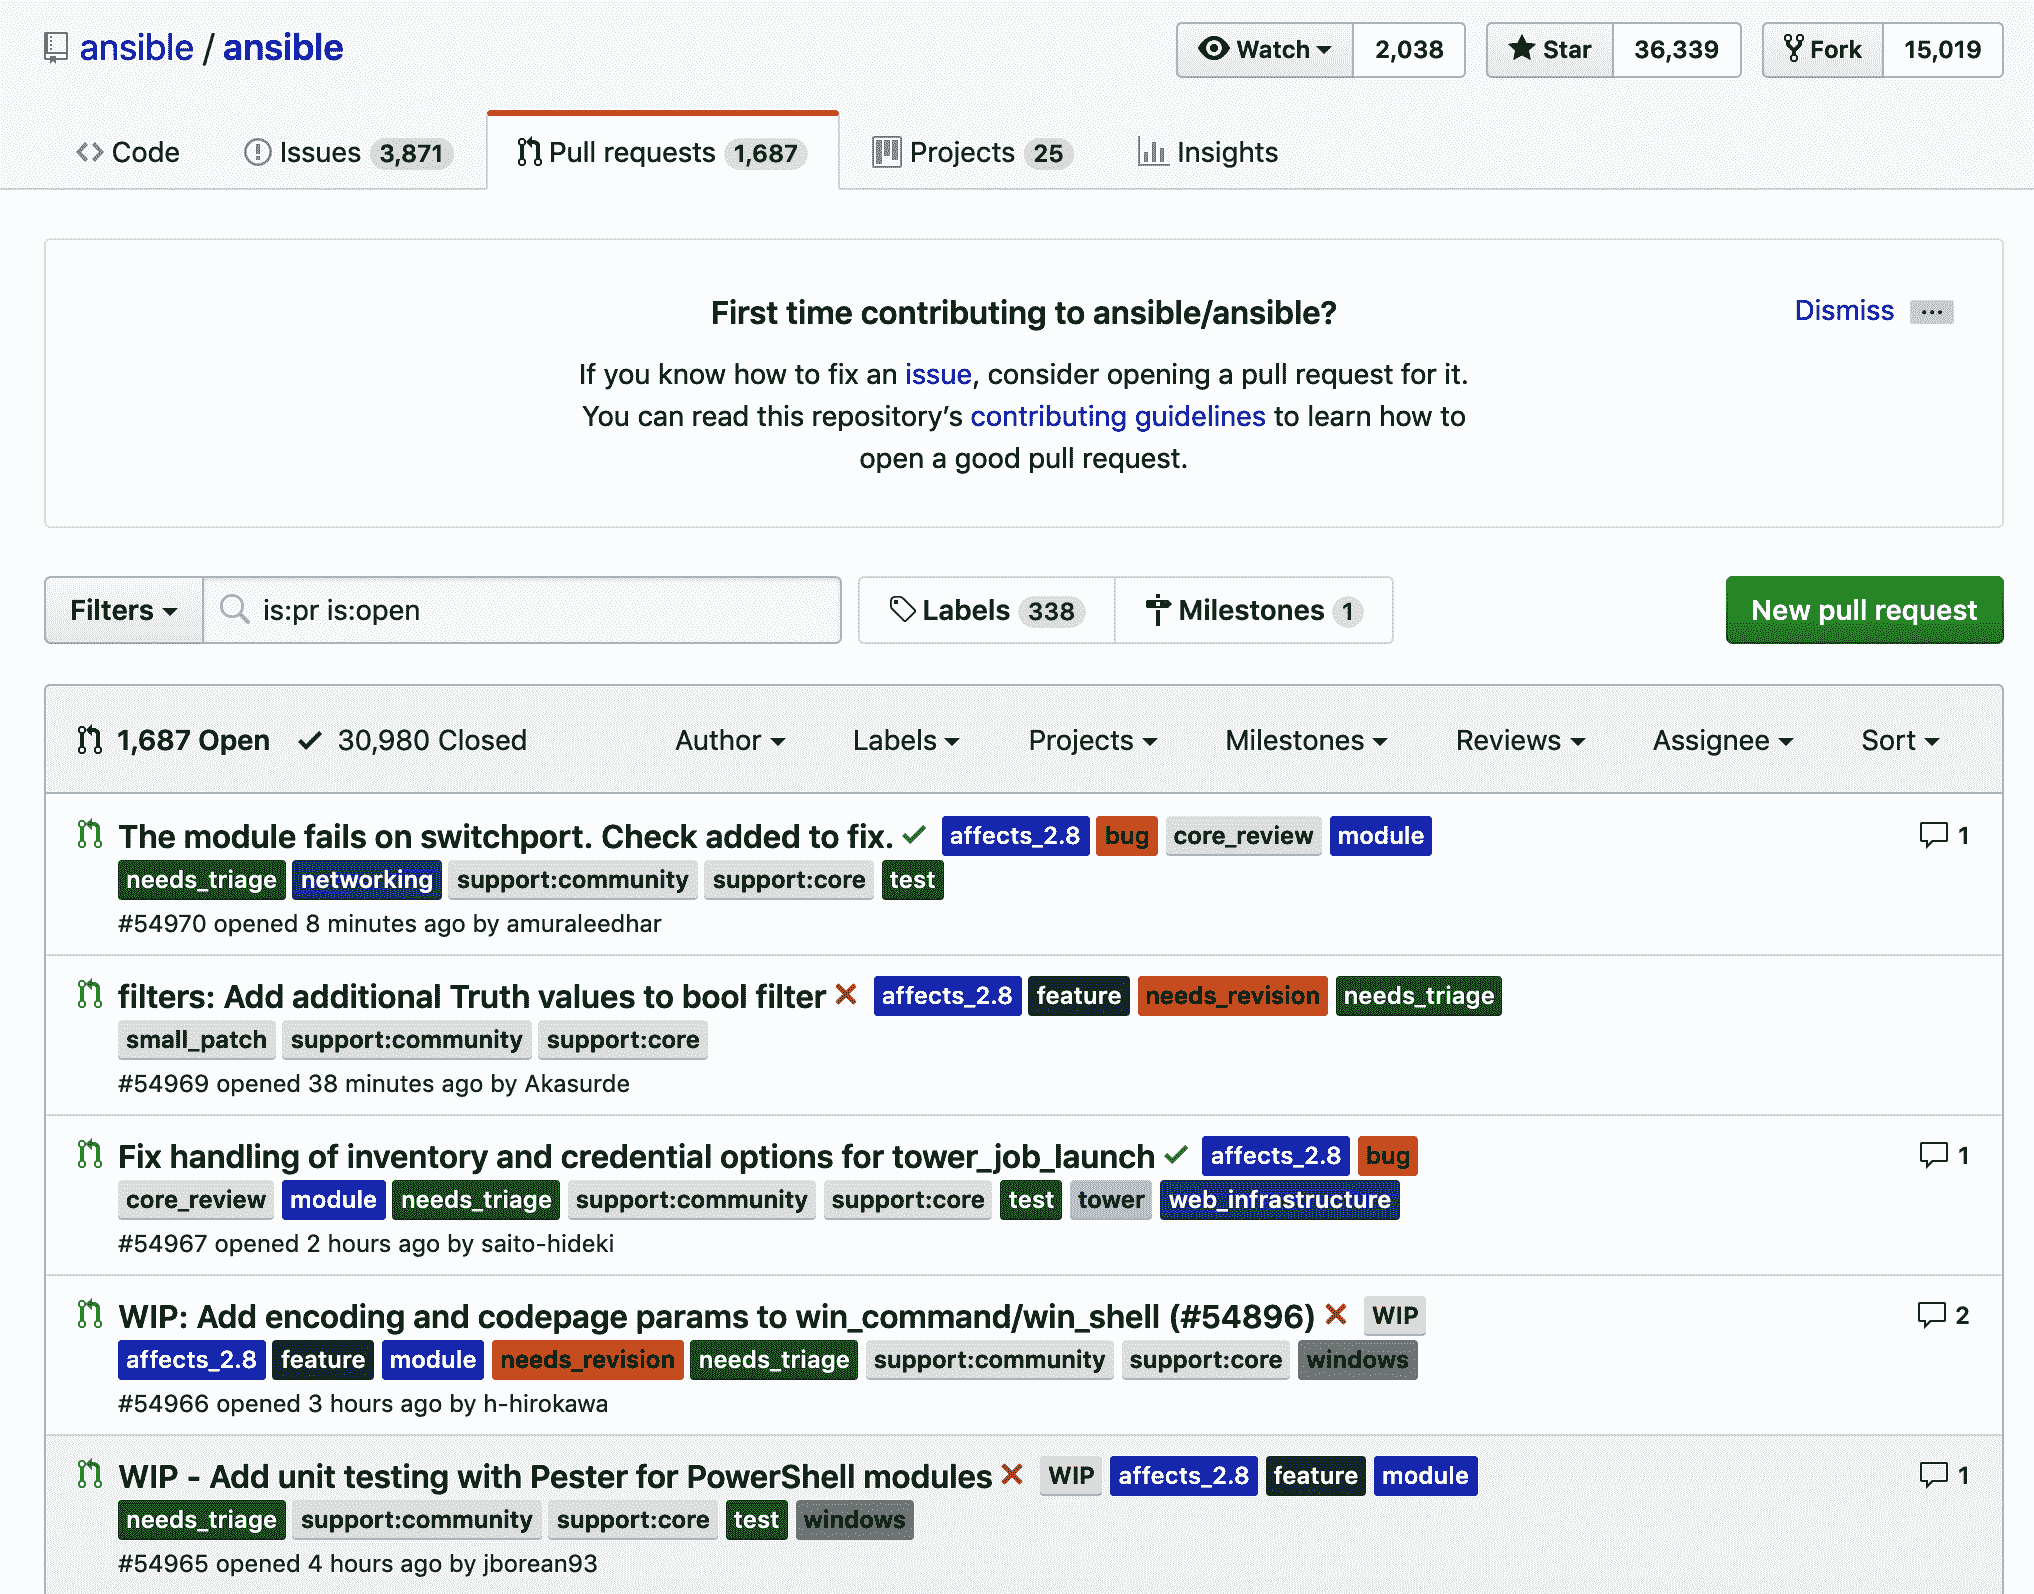 ansible / ansible
Watch 2,038 Star 36,339 Fork 15,019
Code Issues 3,871 Pull requests 1,687 Projects 25 Insights
First time contributing to ansible/ansible?
Dismiss ...
If you know how to fix an issue, consider opening a pull request for it.
You can read this repository’s contributing guidelines to learn how to
open a good pull request.
Filters is:pr is:open Labels 338 Milestones 1 New pull request
1,687 Open 30,980 Closed Author Labels Projects Milestones Reviews Assignee Sort
The module fails on switchport. Check added to fix. affects_2.8 bug core_review module 1
needs_triage networking support:community support:core test
#54970 opened 8 minutes ago by amuraleedhar
filters: Add additional Truth values to bool filter affects_2.8 feature needs_revision needs_triage
small_patch support:community support:core
#54969 opened 38 minutes ago by Akasurde
Fix handling of inventory and credential options for tower_job_launch affects_2.8 bug 1
core_review module needs_triage support:community support:core test tower web_infrastructure
#54967 opened 2 hours ago by saito-hideki
WIP: Add encoding and codepage params to win_command/win_shell (#54896) WIP 2
affects_2.8 feature module needs_revision needs_triage support:community support:core windows
#54966 opened 3 hours ago by h-hirokawa
WIP - Add unit testing with Pester for PowerShell modules WIP affects_2.8 feature module 1
needs_triage support:community support:core test windows
#54965 opened 4 hours ago by jborean93